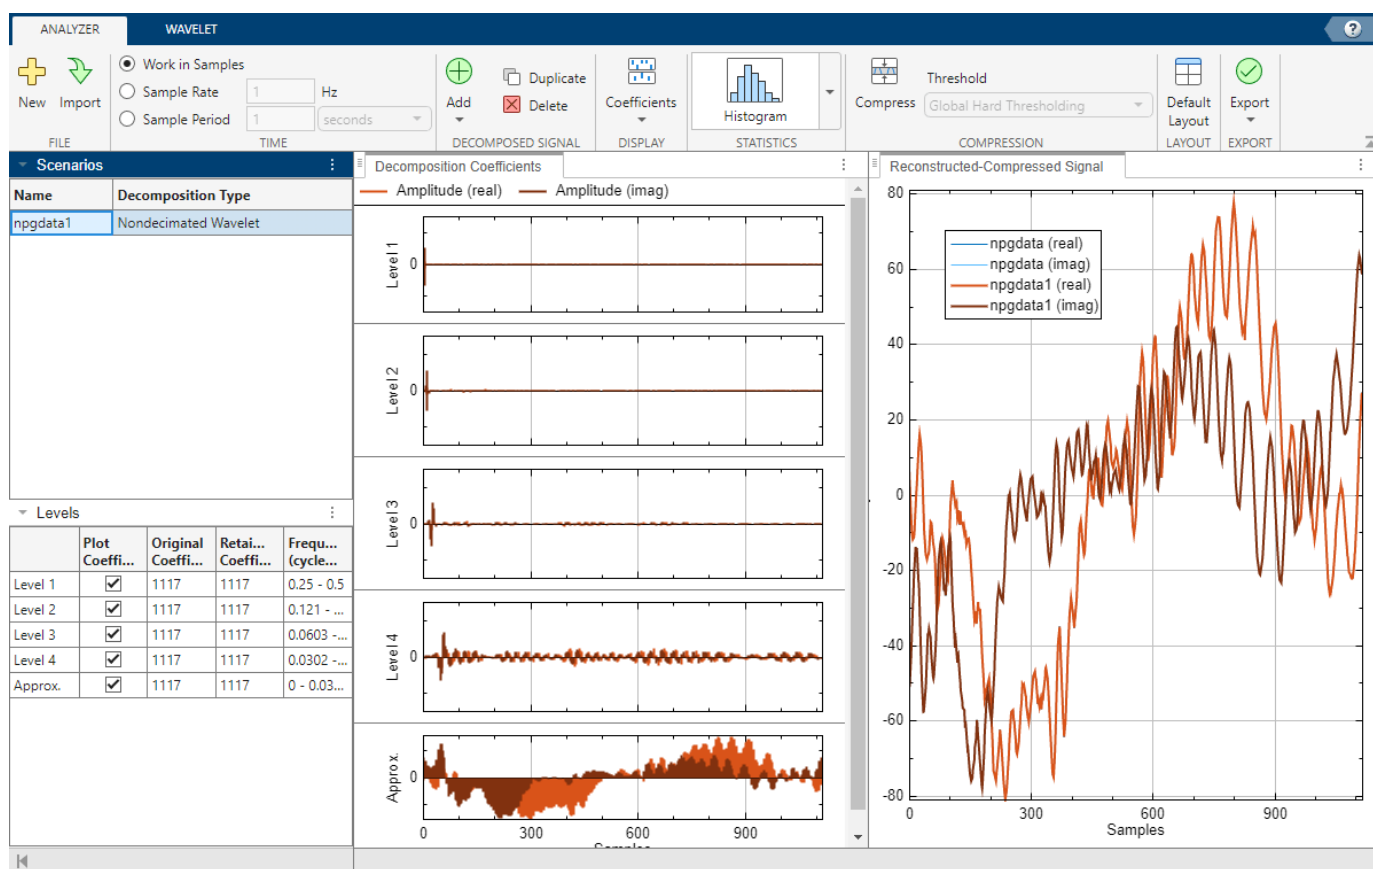 ANALYZER WAVELET
?
Work in Samples
Sample Rate 1 Hz
Sample Period 1 seconds
New Import
FILE
TIME
Add
Duplicate
Delete
DECOMPOSED SIGNAL
Coefficients
DISPLAY
Histogram
STATISTICS
Compress
Threshold
Global Hard Thresholding
COMPRESSION
Default
Layout
LAYOUT
Export
EXPORT
Scenarios
Name Decomposition Type
npgdata1 Nondecimated Wavelet
Levels
Plot Original Retai... Frequ...
Coeffi... Coeffi... Coeffi... (cycle...
Level 1 1117 1117 0.25 - 0.5
Level 2 1117 1117 0.121 - ...
Level 3 1117 1117 0.0603 -...
Level 4 1117 1117 0.0302 -...
Approx. 1117 1117 0 - 0.03...
Decomposition Coefficients
Amplitude (real) Amplitude (imag)
Level 1
0
Level 2
0
Level 3
0
Level 4
0
Approx.
0
0 300 600 900
Samples
Reconstructed-Compressed Signal
npgdata (real)
npgdata (imag)
npgdata1 (real)
npgdata1 (imag)
80
60
40
20
0
-20
-40
-60
-80
0 300 600 900
Samples